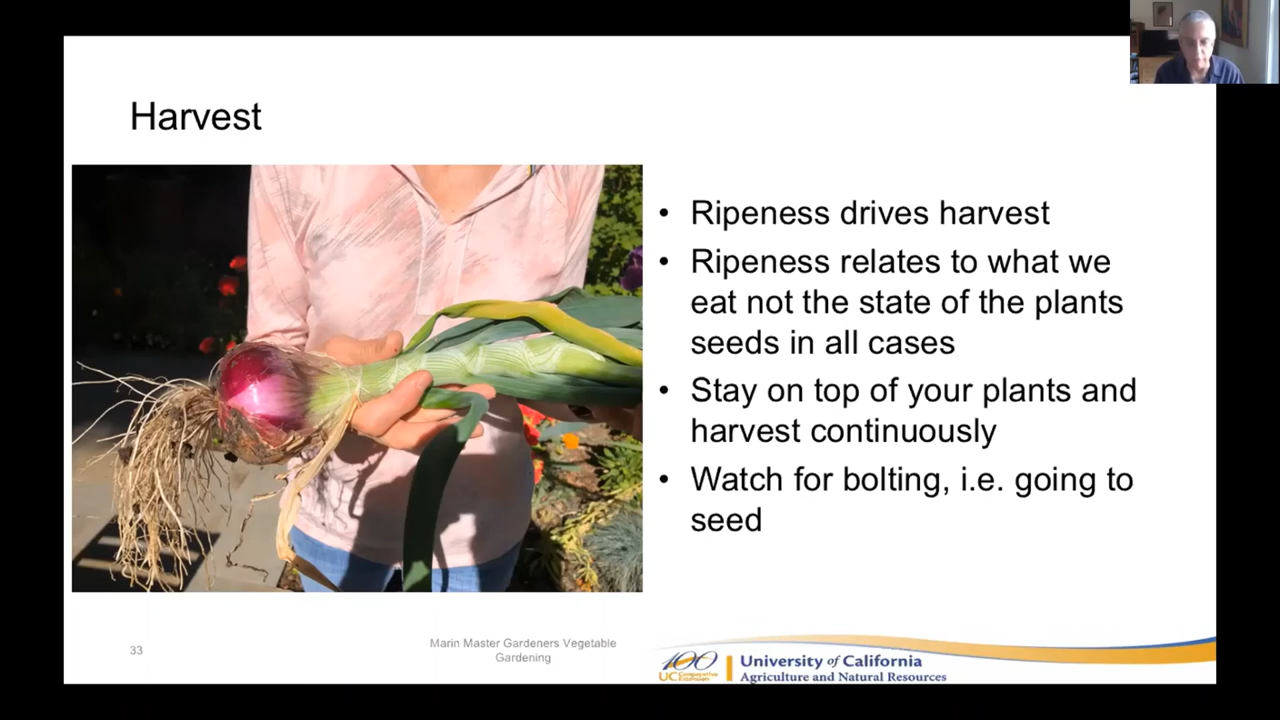 Harvest
• Ripeness drives harvest
• Ripeness relates to what we
eat not the state of the plants
seeds in all cases
• Stay on top of your plants and
harvest continuously
• Watch for bolting, i.e. going to
seed
33
Marin Master Gardeners Vegetable
Gardening
100
UC Cooperative
Extension
University of California
Agriculture and Natural Resources